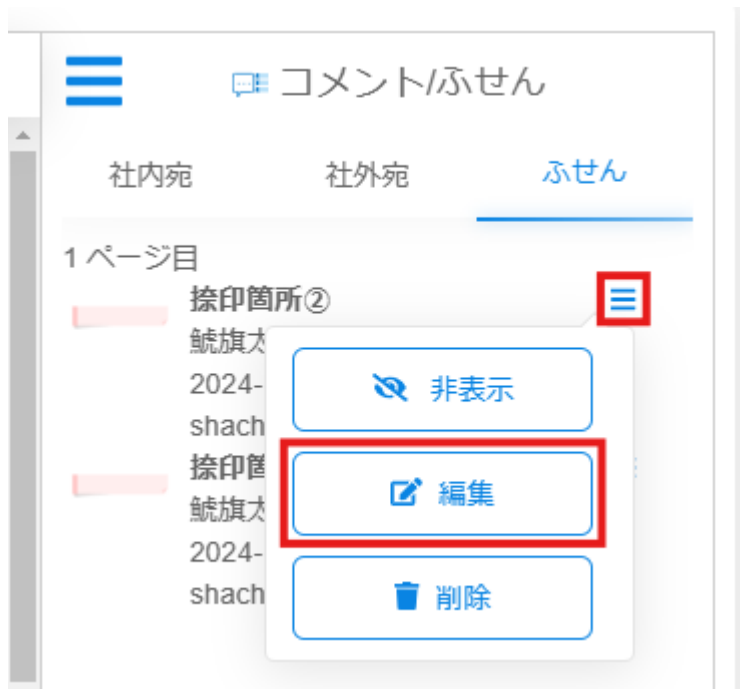 コメント/ふせん
社内宛
社外宛
ふせん
1 ページ目
捺印箇所②
鯱旗太
2024-
shach
非表示
捺印箇
鯱旗太
2024-
shach
編集
削除